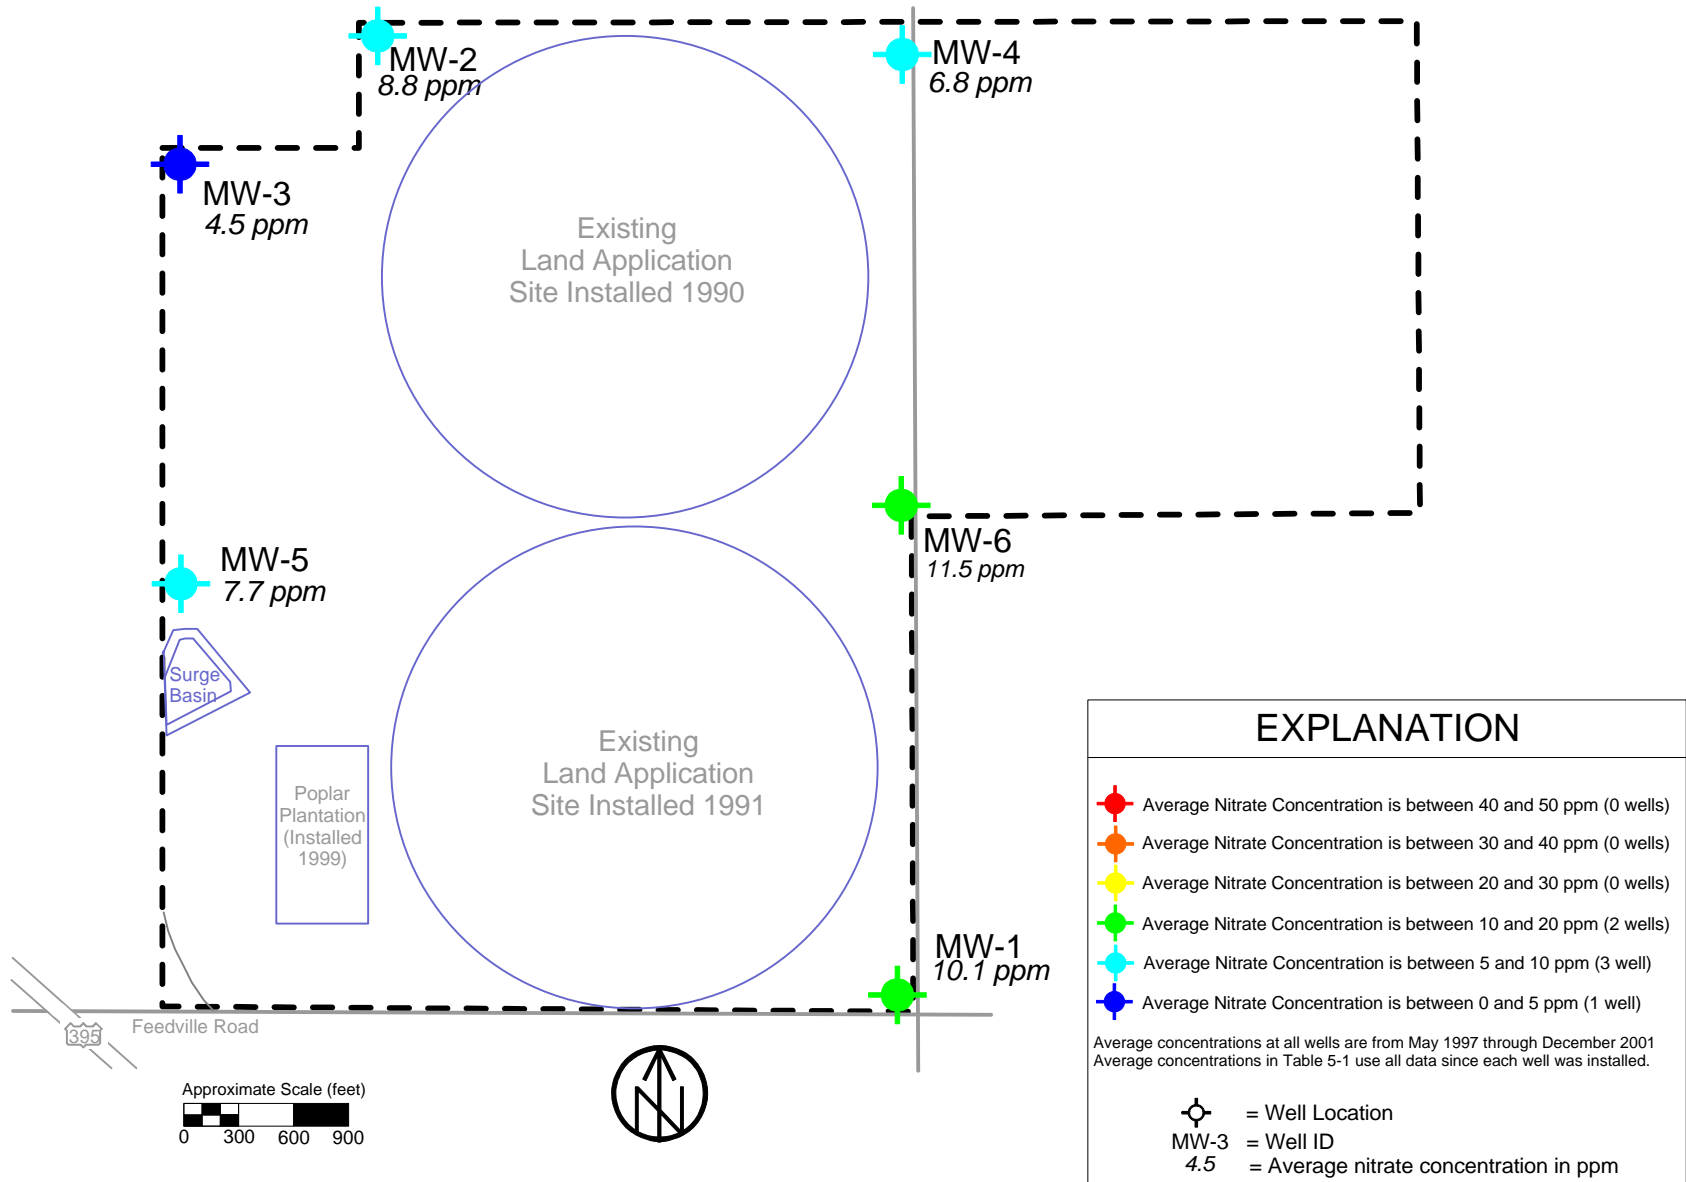 MW-2
8.8 ppm
MW-4
6.8 ppm
MW-3
4.5 ppm
Existing
Land Application
Site Installed 1990
MW-6
11.5 ppm
MW-5
7.7 ppm
Surge
Basin
Existing
Land Application
Site Installed 1991
Poplar
Plantation
(Installed
1999)
MW-1
10.1 ppm
Feedville Road
395
Approximate Scale (feet)
0 300 600 900
N
EXPLANATION
Average Nitrate Concentration is between 40 and 50 ppm (0 wells)
Average Nitrate Concentration is between 30 and 40 ppm (0 wells)
Average Nitrate Concentration is between 20 and 30 ppm (0 wells)
Average Nitrate Concentration is between 10 and 20 ppm (2 wells)
Average Nitrate Concentration is between 5 and 10 ppm (3 well)
Average Nitrate Concentration is between 0 and 5 ppm (1 well)
Average concentrations at all wells are from May 1997 through December 2001
Average concentrations in Table 5-1 use all data since each well was installed.
= Well Location
MW-3 = Well ID
4.5 = Average nitrate concentration in ppm